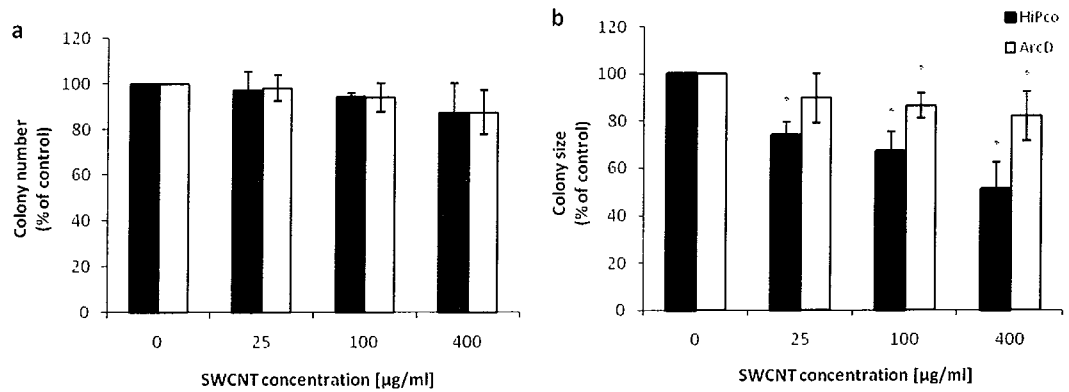 a
120
100
80
60
40
20
0
Colony number
(% of control)
0 25 100 400
SWCNT concentration [µg/ml]
b
HiPco
ArcD
120
100
80
60
40
20
0
Colony size
(% of control)
* * * * *
0 25 100 400
SWCNT concentration [µg/ml]